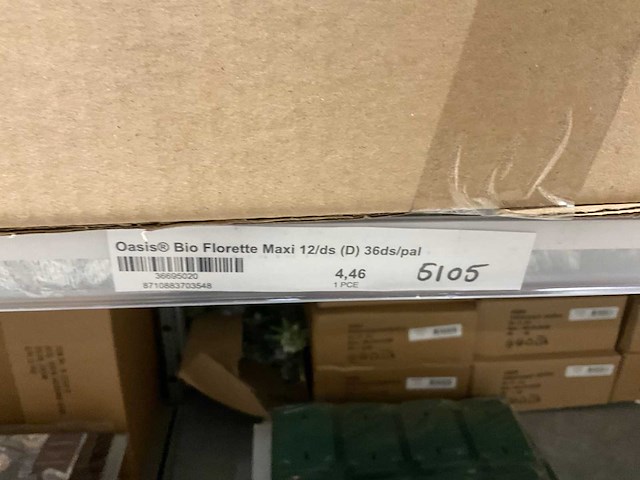 Oasis® Bio Florette Maxi 12/ds (D) 36ds/pal
36695020
8710883703548
4,46
1 PCE
5105